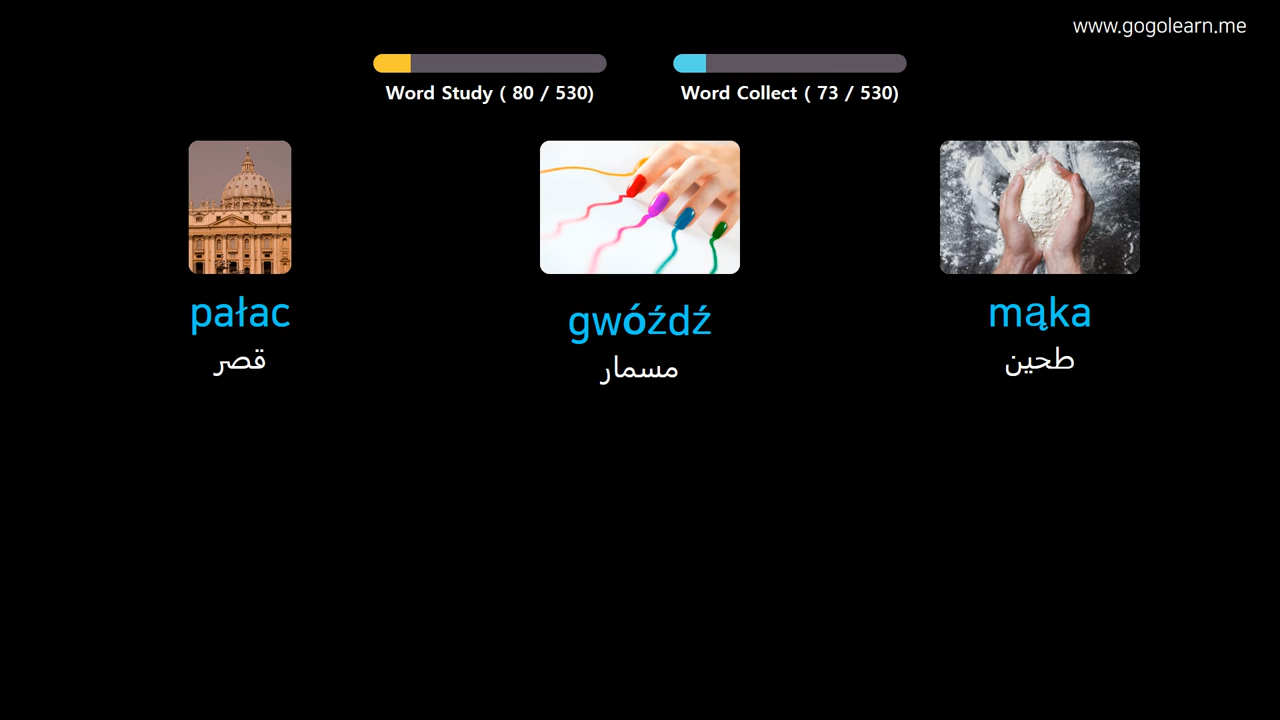 www.gogolearn.me
Word Study ( 80 / 530)
Word Collect ( 73 / 530)
pałac
قصر
gwóźdź
مسمار
mąka
طحين